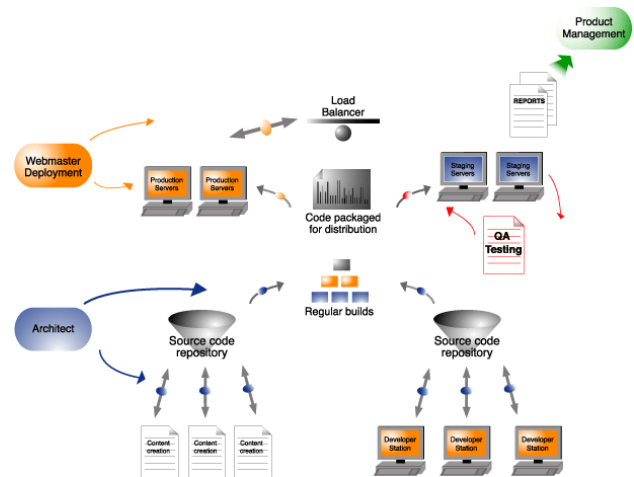 Product
Management
REPORTS
Load
Balancer
Webmaster
Deployment
Production
Servers
Production
Servers
Staging
Servers
Staging
Servers
Code packaged
for distribution
QA
Testing
Regular builds
Architect
Source code
repository
Source code
repository
Content
creation
Content
creation
Content
creation
Developer
Station
Developer
Station
Developer
Station